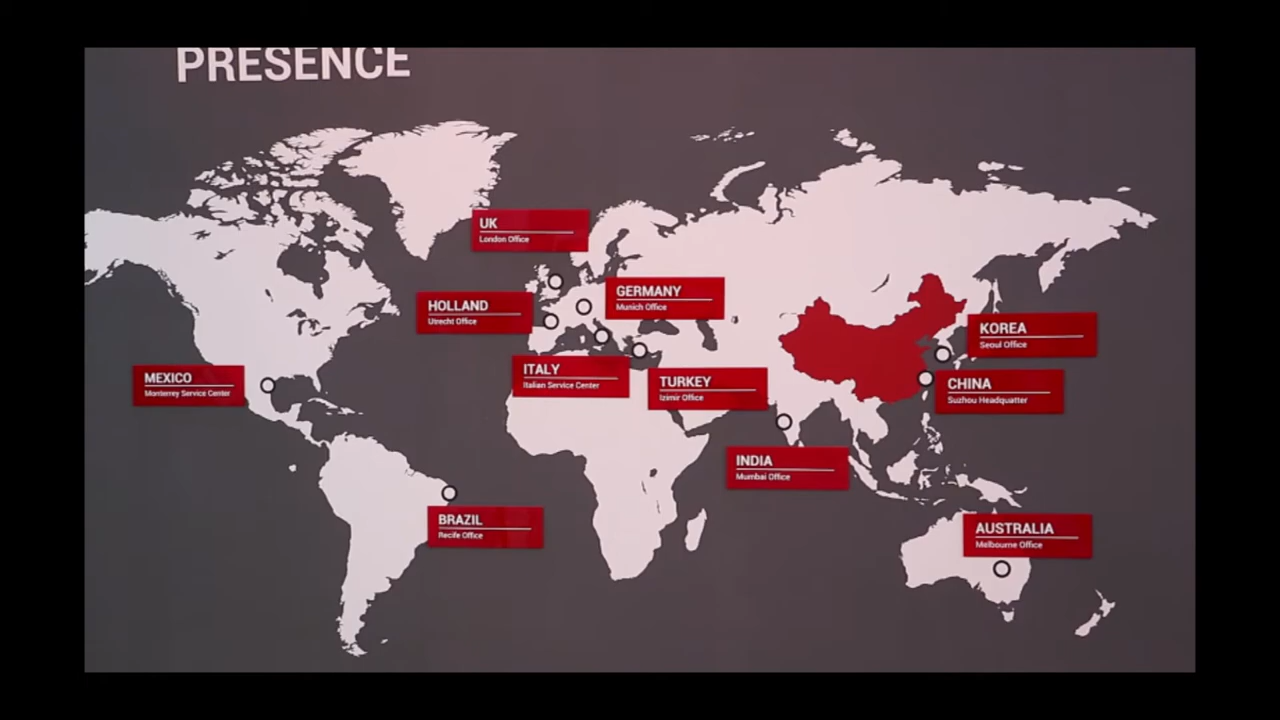 PRESENCE
UK
London Office
HOLLAND
Utrecht Office
GERMANY
Munich Office
ITALY
Italian Service Center
TURKEY
Izimir Office
MEXICO
Monterrey Service Center
KOREA
Seoul Office
CHINA
Suzhou Headquatter
INDIA
Mumbai Office
BRAZIL
Recife Office
AUSTRALIA
Melbourne Office